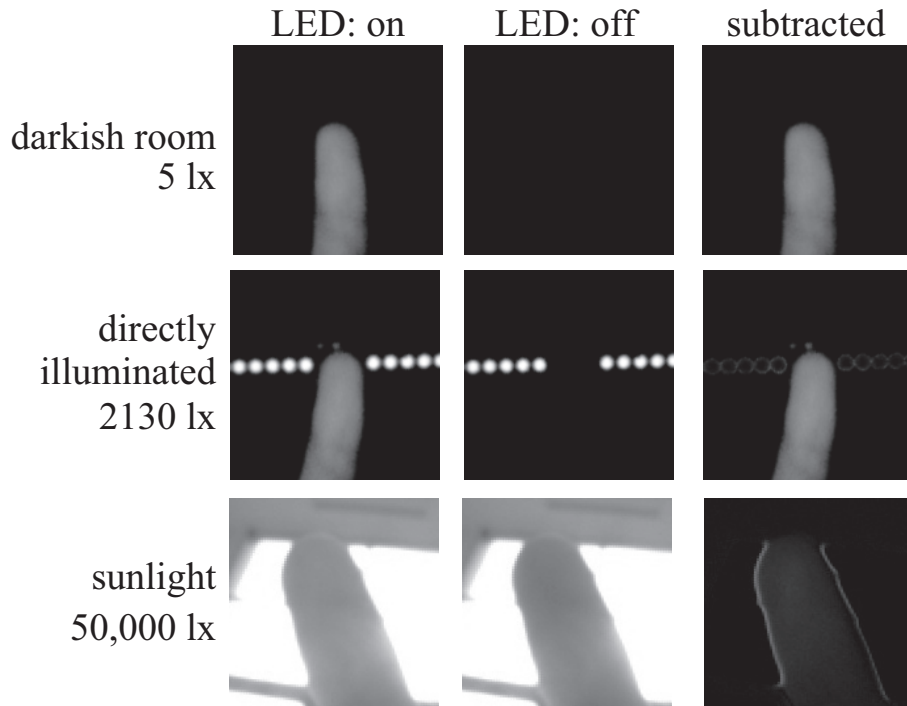 LED: on LED: off subtracted
darkish room
5 lx
directly
illuminated
2130 lx
sunlight
50,000 lx